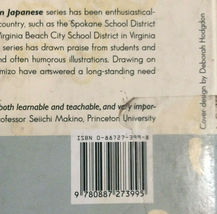 n Japanese series has been enthusiastical-
country, such as the Spokane School District
Virginia Beach City School District in Virginia
series has drawn praise from students and
nd often humorous illustrations. Drawing on
mizo have answered a long-standing need
both learnable and teachable, and very impor-
rofessor Seiichi Makino, Princeton University
ISBN 0-88727-399-8
9 780887 273995
Cover design by Deborah Hodgdon